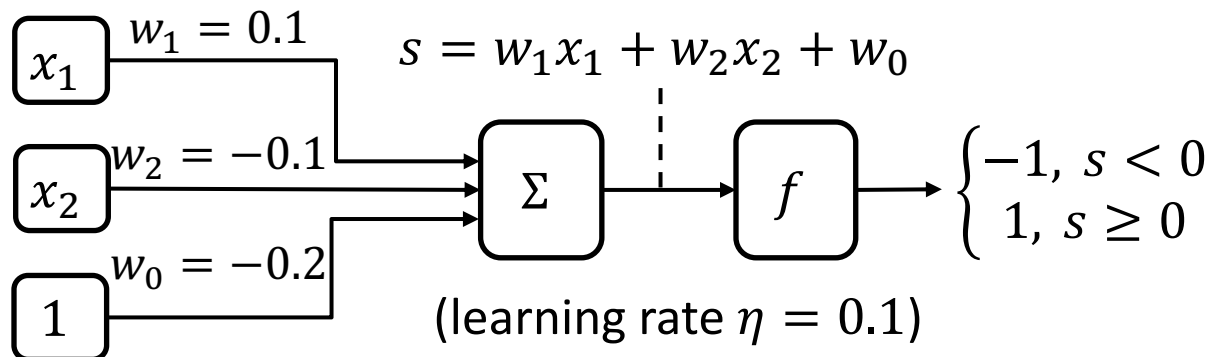 w₁ = 0.1
x₁
s = w₁x₁ + w₂x₂ + w₀
w₂ = −0.1
x₂
Σ
f
−1, s < 0
1, s ≥ 0
w₀ = −0.2
1
(learning rate η = 0.1)